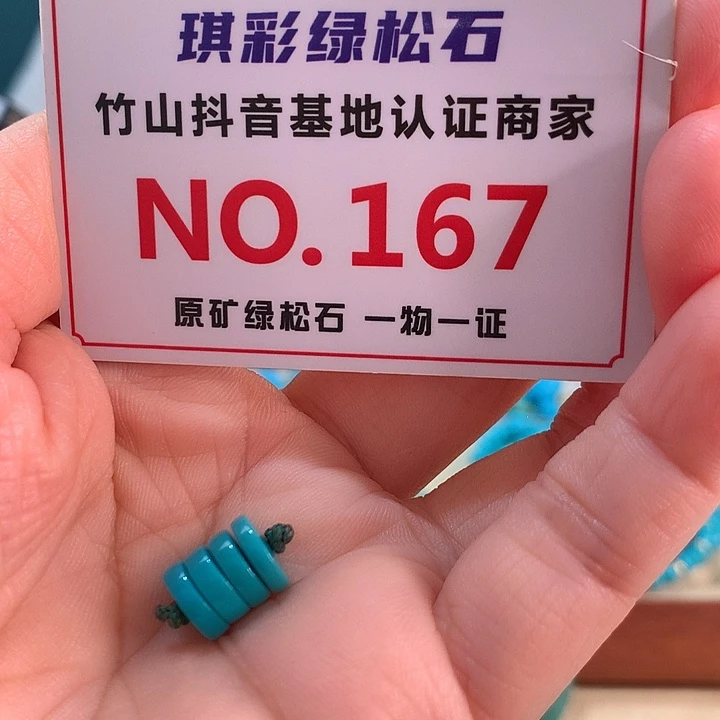 琪彩绿松石
竹山抖音基地认证商家
NO.167
原矿绿松石 一物一证